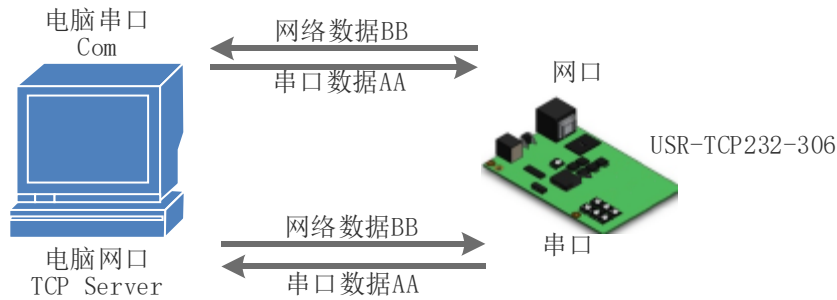 电脑串口
Com
网络数据BB
串口数据AA
网口
USR-TCP232-306
串口
网络数据BB
串口数据AA
电脑网口
TCP Server